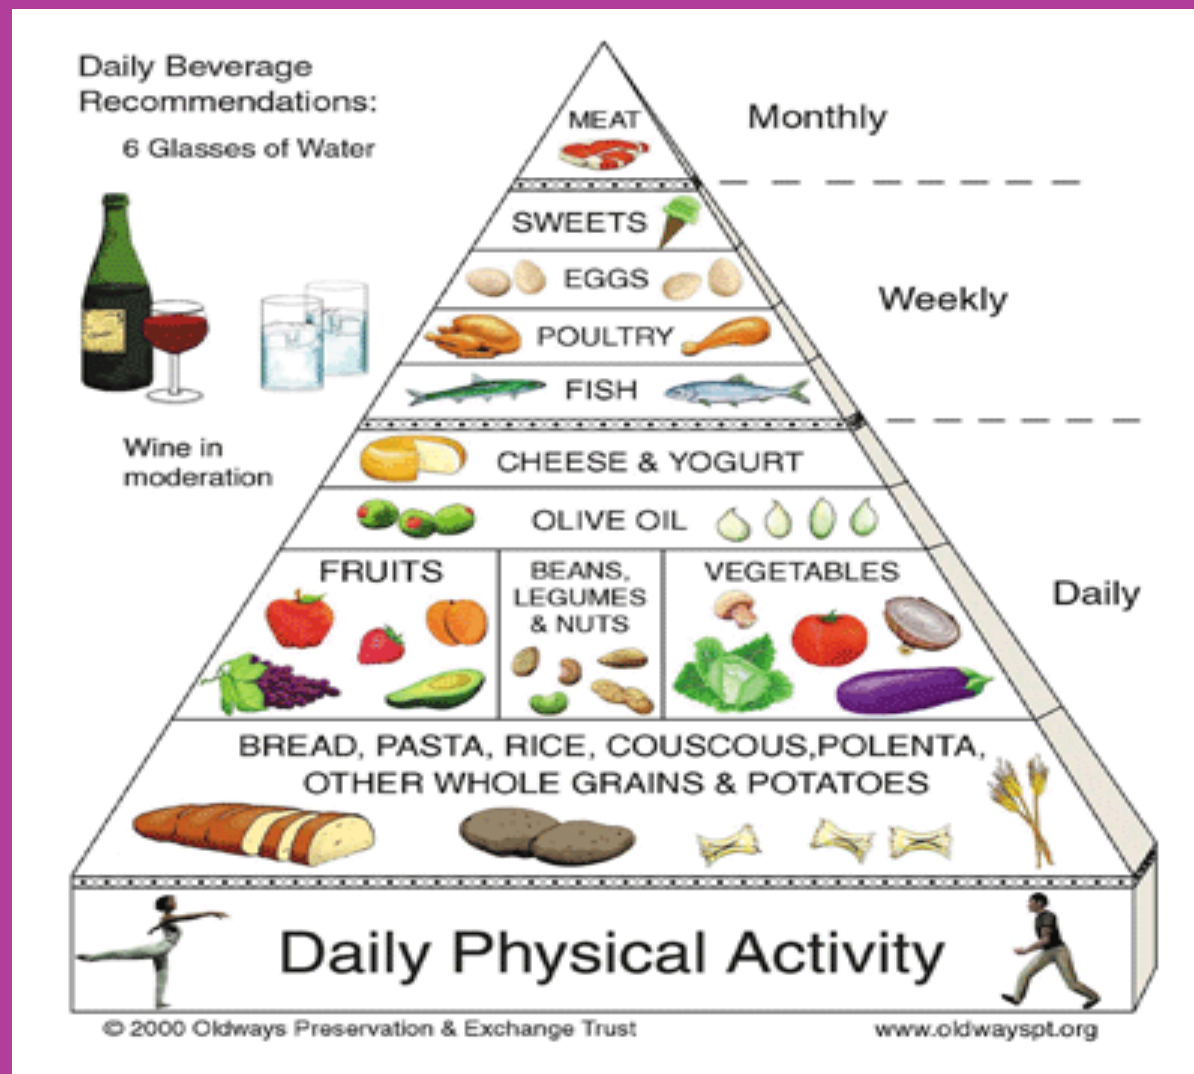 Daily Beverage
Recommendations:
6 Glasses of Water
Wine in
moderation
MEAT
Monthly
SWEETS
EGGS
Weekly
POULTRY
FISH
CHEESE & YOGURT
OLIVE OIL
FRUITS
BEANS,
LEGUMES
& NUTS
VEGETABLES
Daily
BREAD, PASTA, RICE, COUSCOUS,POLENTA,
OTHER WHOLE GRAINS & POTATOES
Daily Physical Activity
© 2000 Oldways Preservation & Exchange Trust
www.oldwayspt.org